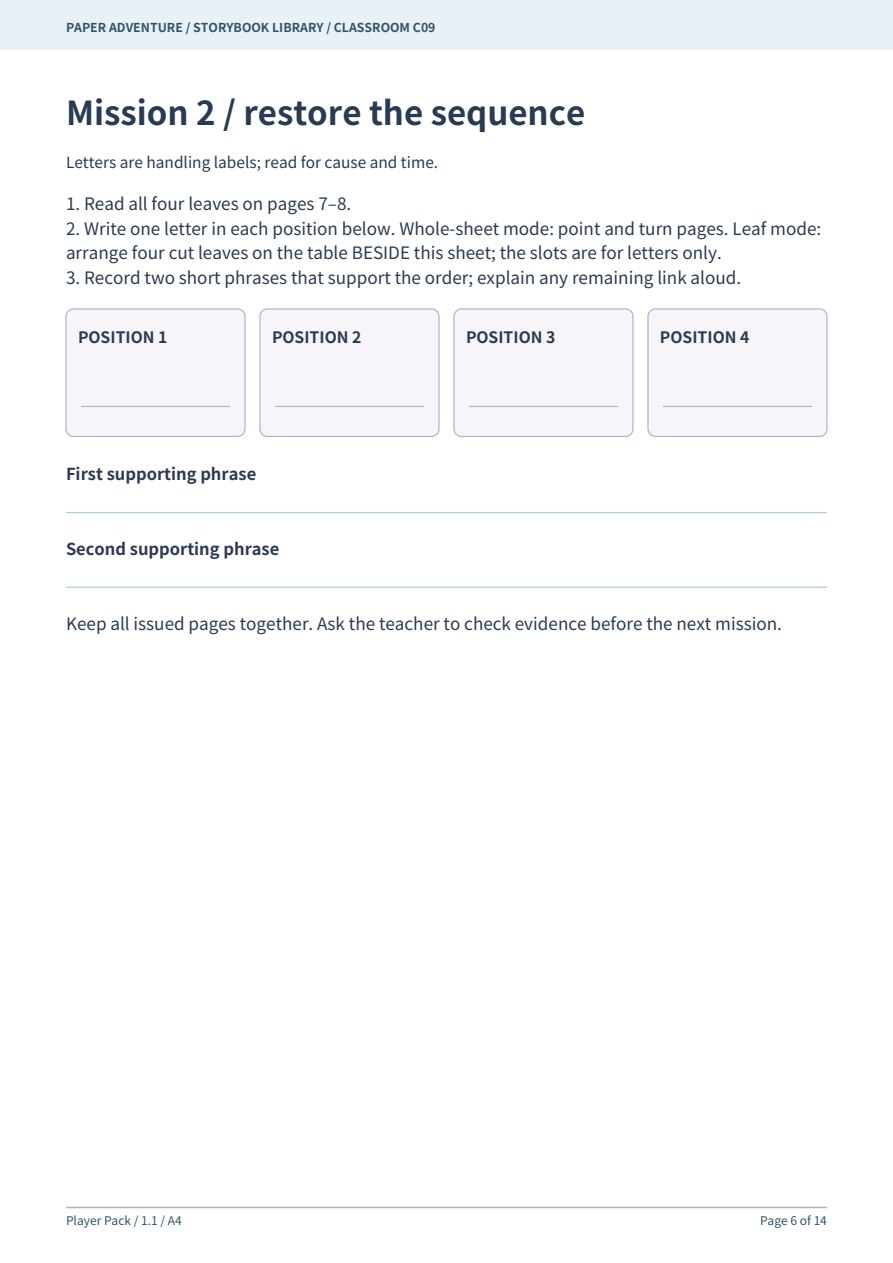 PAPER ADVENTURE / STORYBOOK LIBRARY / CLASSROOM C09
Mission 2 / restore the sequence
Letters are handling labels; read for cause and time.
1. Read all four leaves on pages 7–8.
2. Write one letter in each position below. Whole-sheet mode: point and turn pages. Leaf mode:
arrange four cut leaves on the table BESIDE this sheet; the slots are for letters only.
3. Record two short phrases that support the order; explain any remaining link aloud.
POSITION 1
POSITION 2
POSITION 3
POSITION 4
First supporting phrase
Second supporting phrase
Keep all issued pages together. Ask the teacher to check evidence before the next mission.
Player Pack / 1.1 / A4
Page 6 of 14